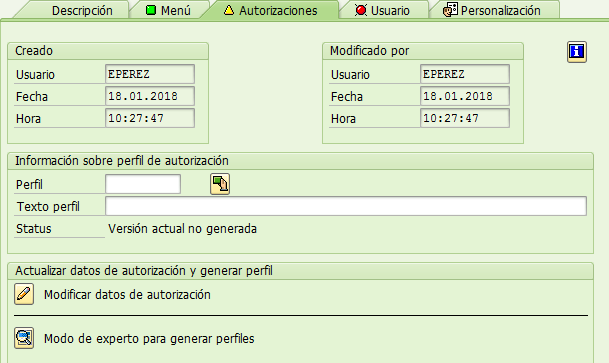 Descripción Menú Autorizaciones Usuario Personalización
Creado Modificado por
Usuario EPEREZ Usuario EPEREZ
Fecha 18.01.2018 Fecha 18.01.2018
Hora 10:27:47 Hora 10:27:47
Información sobre perfil de autorización
Perfil
Texto perfil
Status Versión actual no generada
Actualizar datos de autorización y generar perfil
Modificar datos de autorización
Modo de experto para generar perfiles